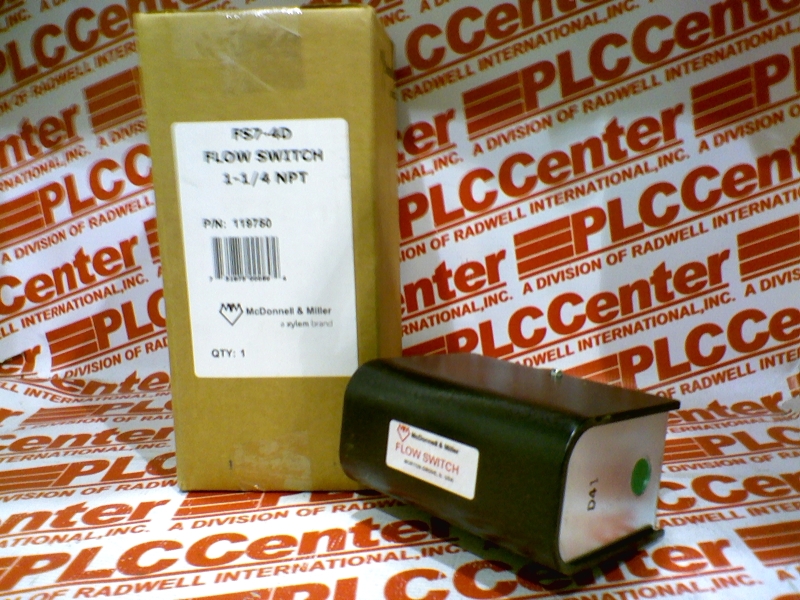 FS7-4D
FLOW SWITCH
1-1/4 NPT
P/N: 119760
McDonnell & Miller
a xylem brand
QTY: 1
McDonnell & Miller
FLOW SWITCH
D41
PLCCenter
A DIVISION OF RADWELL INTERNATIONAL, INC.